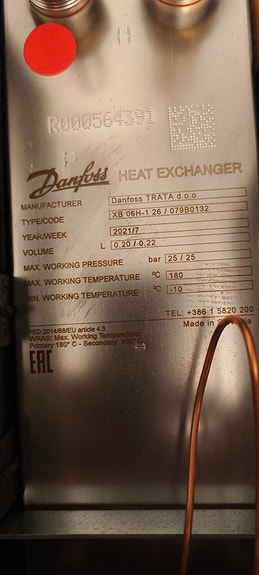 R000564391
Danfoss HEAT EXCHANGER
MANUFACTURER Danfoss TRATA d.o.o.
TYPE/CODE XB 06H-1 26 / 079B0132
YEAR/WEEK 2021/7
VOLUME L 0,20 / 0,22
MAX. WORKING PRESSURE bar 25 / 25
MAX. WORKING TEMPERATURE °C 180
MIN. WORKING TEMPERATURE °C -10
TEL: +386 1 5820 200
PED 2014/68/EU article 4.3 Made in
WRAS: Max. Working Temperature:
Primary 180° C - Secondary
EAC